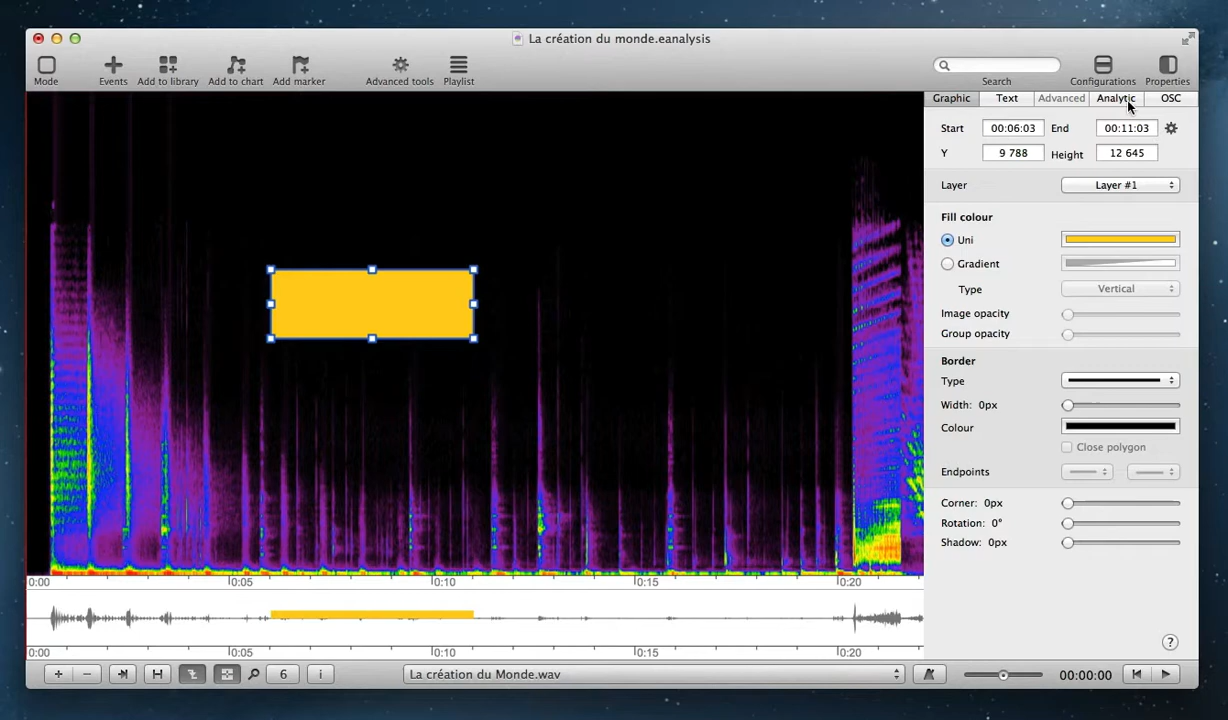 La création du monde.eanalysis
Mode Events Add to library Add to chart Add marker Advanced tools Playlist Search Configurations Properties
Graphic Text Advanced Analytic OSC
Start 00:06:03 End 00:11:03
Y 9 788 Height 12 645
Layer Layer #1
Fill colour
Uni
Gradient
Type Vertical
Image opacity
Group opacity
Border
Type
Width: 0px
Colour
Close polygon
Endpoints
Corner: 0px
Rotation: 0°
Shadow: 0px
0:00 0:05 0:10 0:15 0:20
0:00 0:05 0:10 0:15 0:20
?
+ − 6 i La création du Monde.wav 00:00:00